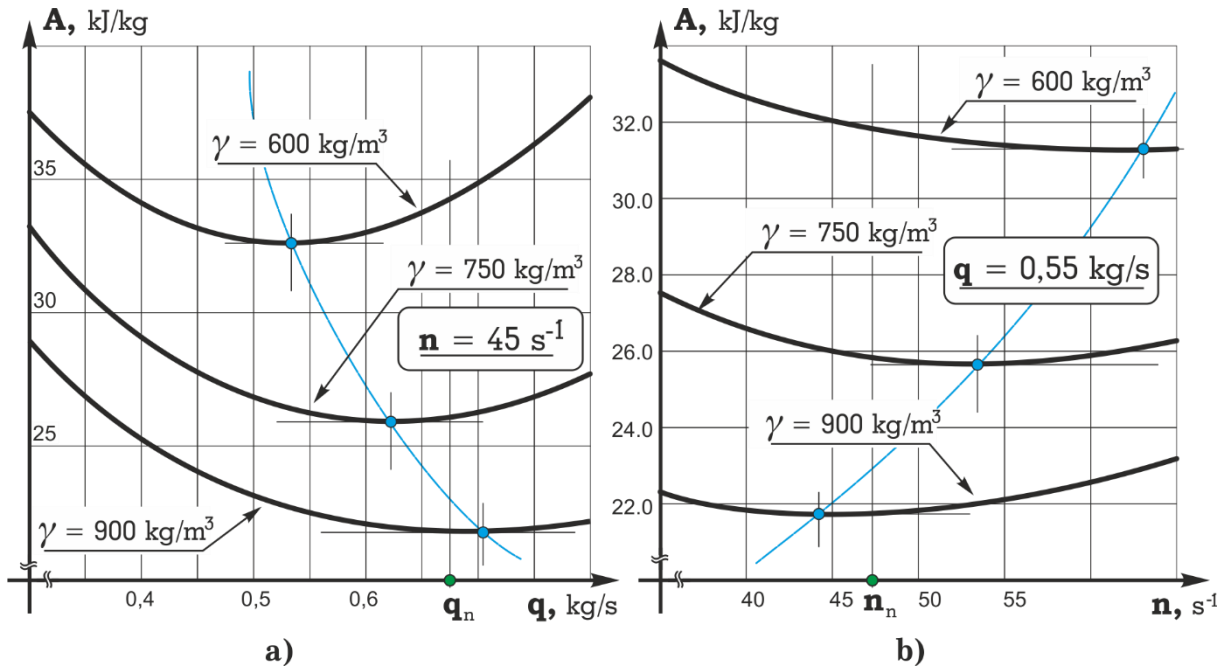 A, kJ/kg
γ = 600 kg/m³
35
γ = 750 kg/m³
30
n = 45 s⁻¹
25
γ = 900 kg/m³
0,4
0,5
0,6
qₙ
q, kg/s
a)
A, kJ/kg
γ = 600 kg/m³
32.0
30.0
γ = 750 kg/m³
28.0
q = 0,55 kg/s
26.0
24.0
γ = 900 kg/m³
22.0
40
45
nₙ
50
55
n, s⁻¹
b)